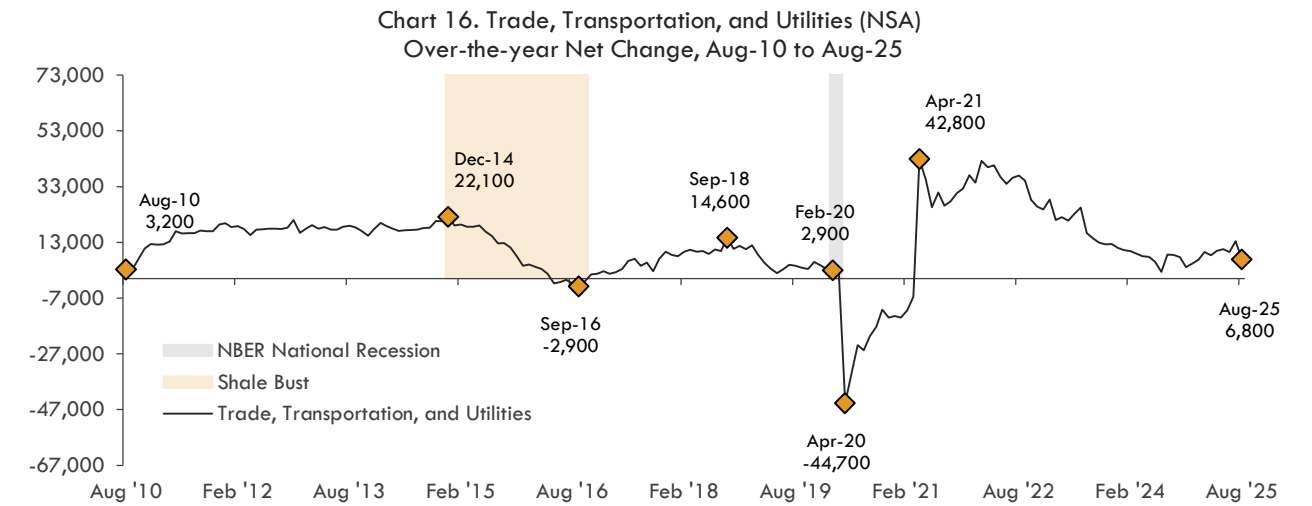 Chart 16. Trade, Transportation, and Utilities (NSA)
Over-the-year Net Change, Aug-10 to Aug-25
73,000
53,000
33,000
13,000
-7,000
-27,000
-47,000
-67,000
Aug-10
3,200
Dec-14
22,100
Sep-16
-2,900
Sep-18
14,600
Feb-20
2,900
Apr-20
-44,700
Apr-21
42,800
Aug-25
6,800
NBER National Recession
Shale Bust
Trade, Transportation, and Utilities
Aug '10 Feb '12 Aug '13 Feb '15 Aug '16 Feb '18 Aug '19 Feb '21 Aug '22 Feb '24 Aug '25